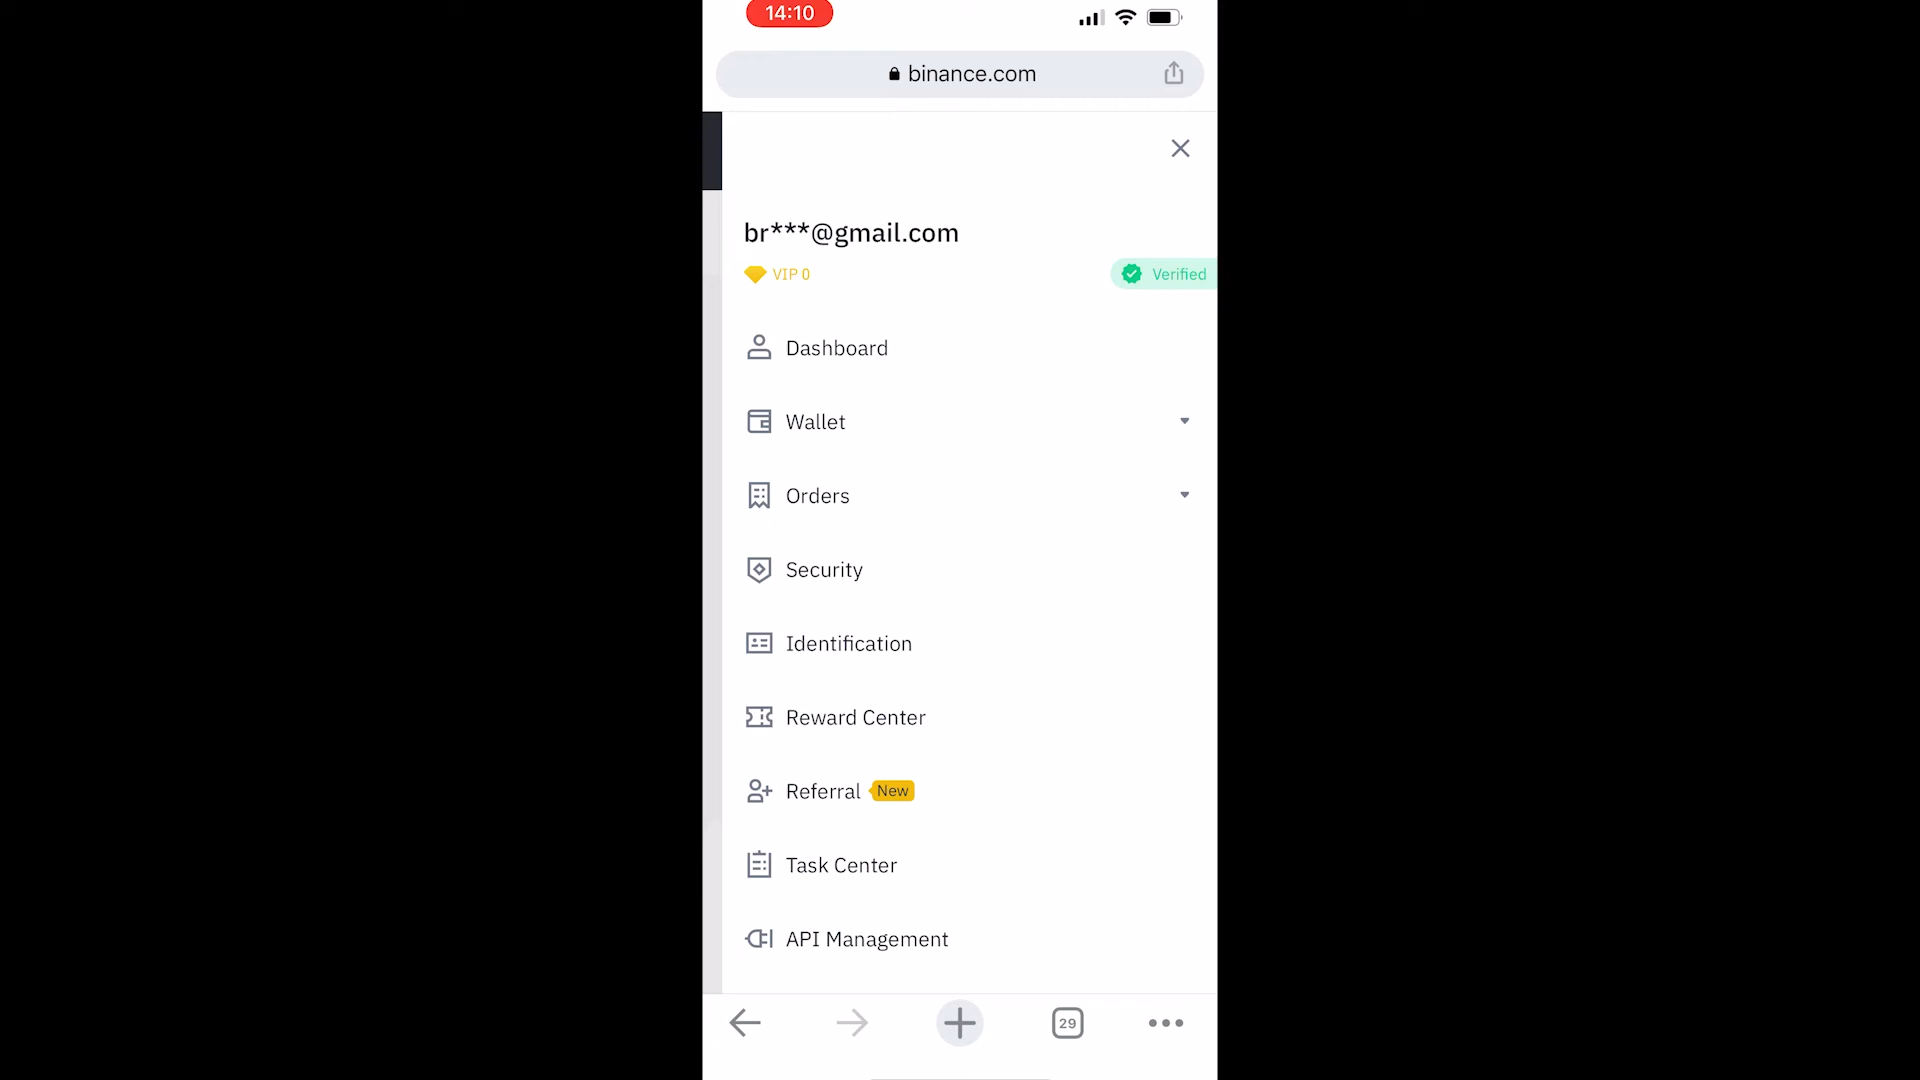 14:10
binance.com
br***@gmail.com
VIP 0
Verified
Dashboard
Wallet
Orders
Security
Identification
Reward Center
Referral New
Task Center
API Management
29